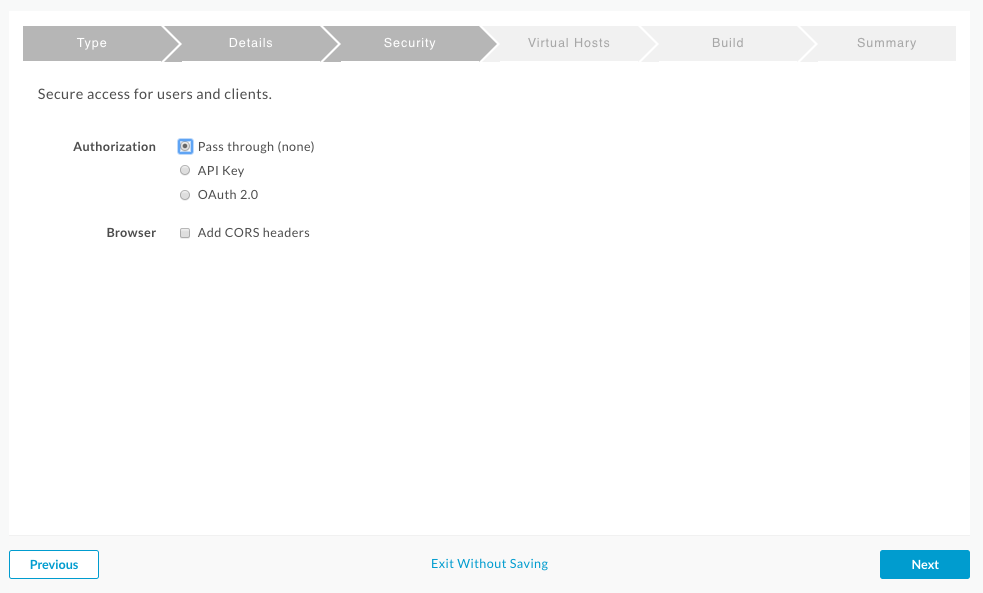 Type Details Security Virtual Hosts Build Summary
Secure access for users and clients.
Authorization Pass through (none)
API Key
OAuth 2.0
Browser Add CORS headers
Previous Exit Without Saving Next